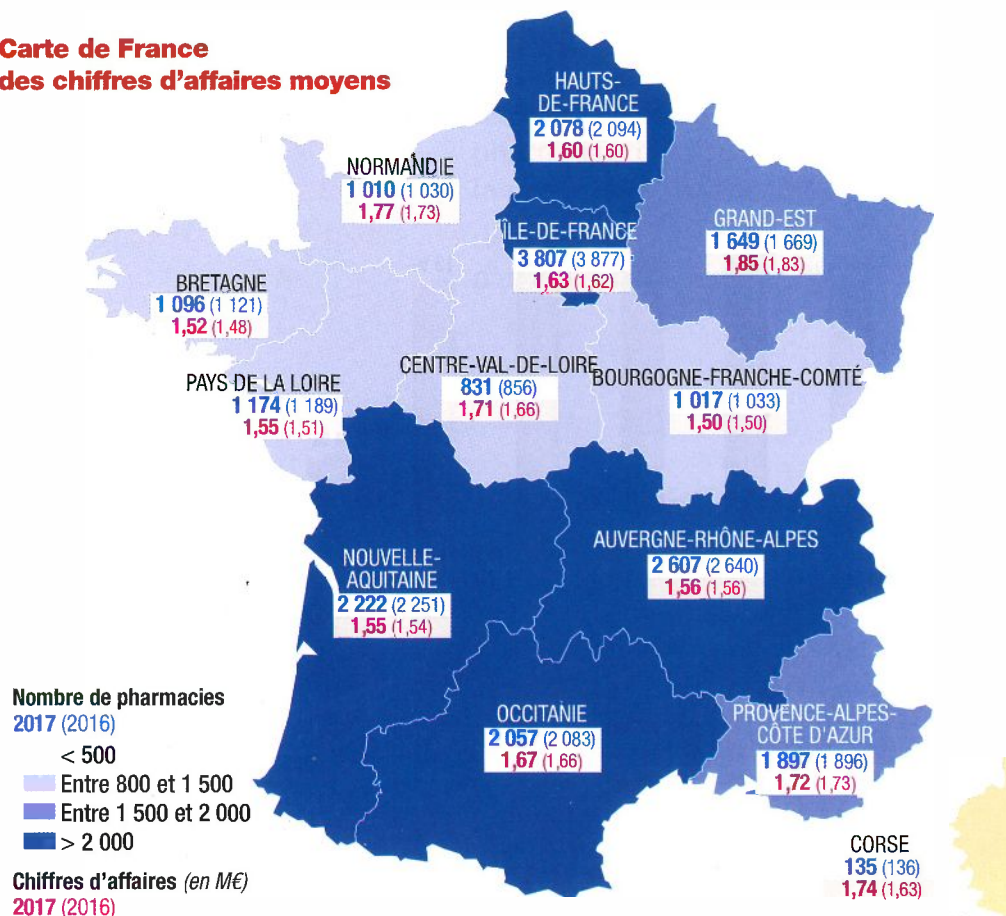 Carte de France
des chiffres d'affaires moyens
HAUTS-
DE-FRANCE
2 078 (2 094)
1,60 (1,60)
NORMANDIE
1 010 (1 030)
1,77 (1,73)
ÎLE-DE-FRANCE
3 807 (3 877)
1,63 (1,62)
GRAND-EST
1 649 (1 669)
1,85 (1,83)
BRETAGNE
1 096 (1 121)
1,52 (1,48)
PAYS DE LA LOIRE
1 174 (1 189)
1,55 (1,51)
CENTRE-VAL-DE-LOIRE
831 (856)
1,71 (1,66)
BOURGOGNE-FRANCHE-COMTÉ
1 017 (1 033)
1,50 (1,50)
NOUVELLE-
AQUITAINE
2 222 (2 251)
1,55 (1,54)
AUVERGNE-RHÔNE-ALPES
2 607 (2 640)
1,56 (1,56)
OCCITANIE
2 057 (2 083)
1,67 (1,66)
PROVENCE-ALPES-
CÔTE D'AZUR
1 897 (1 896)
1,72 (1,73)
CORSE
135 (136)
1,74 (1,63)
Nombre de pharmacies
2017 (2016)
< 500
Entre 800 et 1 500
Entre 1 500 et 2 000
> 2 000
Chiffres d'affaires (en M€)
2017 (2016)